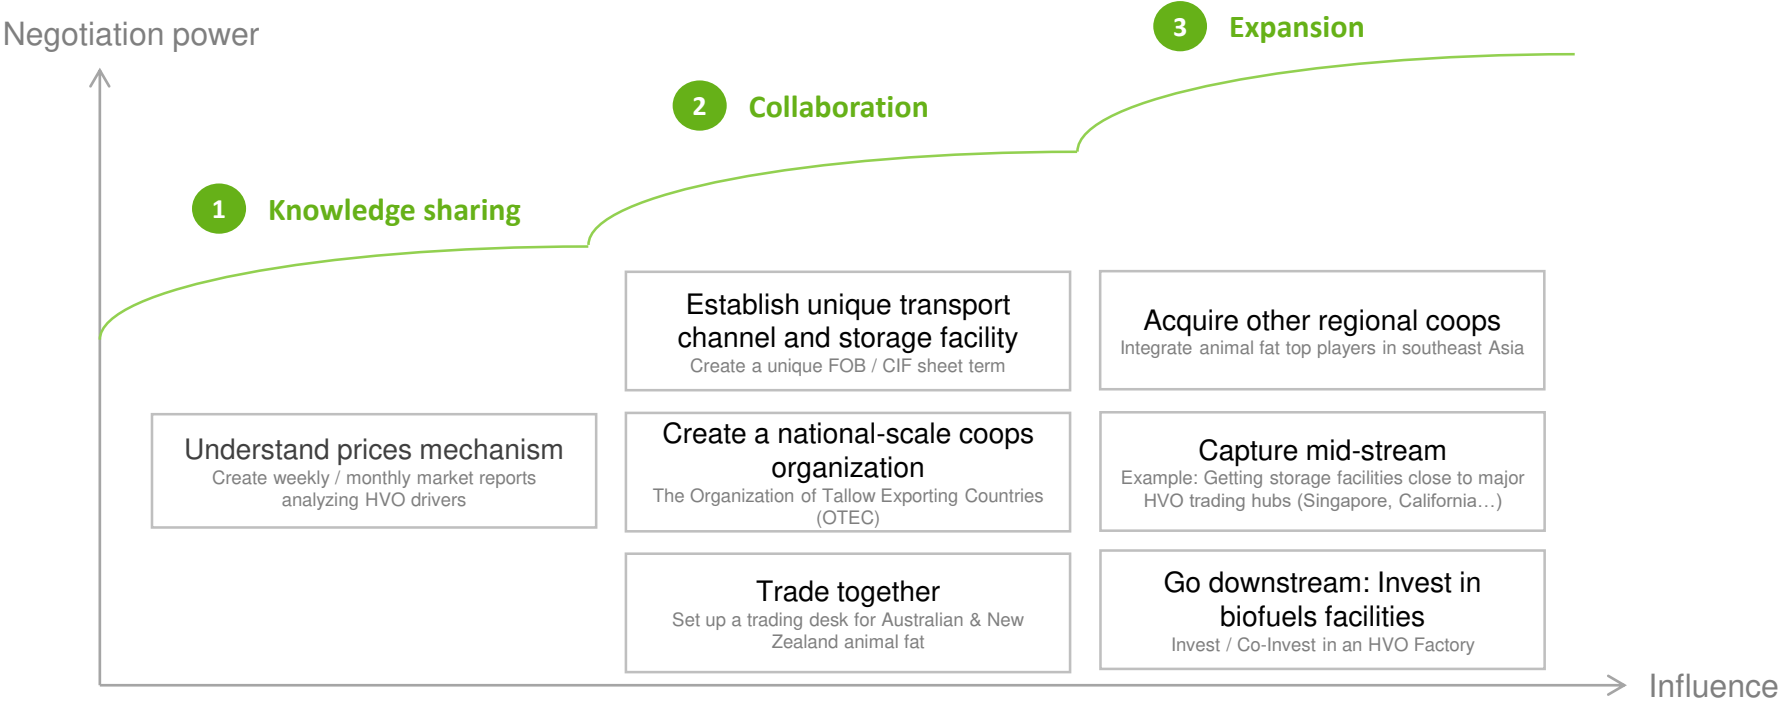 Negotiation power
3 Expansion
2 Collaboration
1 Knowledge sharing
Understand prices mechanism
Create weekly / monthly market reports
analyzing HVO drivers
Establish unique transport
channel and storage facility
Create a unique FOB / CIF sheet term
Create a national-scale coops
organization
The Organization of Tallow Exporting Countries
(OTEC)
Trade together
Set up a trading desk for Australian & New
Zealand animal fat
Acquire other regional coops
Integrate animal fat top players in southeast Asia
Capture mid-stream
Example: Getting storage facilities close to major
HVO trading hubs (Singapore, California…)
Go downstream: Invest in
biofuels facilities
Invest / Co-Invest in an HVO Factory
Influence